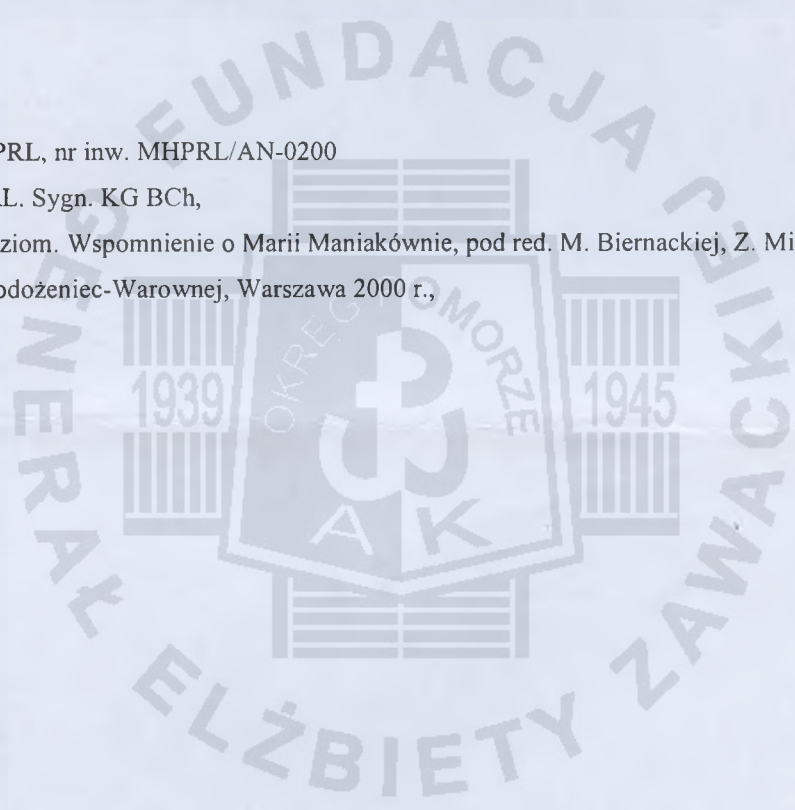 PRL, nr inw. MHPRL/AN-0200
RL. Sygn. KG BCh,
ziom. Wspomnienie o Marii Maniakównie, pod red. M. Biernackiej, Z. Mi
odożeniec-Warownej, Warszawa 2000 r.,
FUNDACJA
GENERAŁ ELŻBIETY ZAWACKIEJ
OKRĘG POMORZE
1939
1945
AK